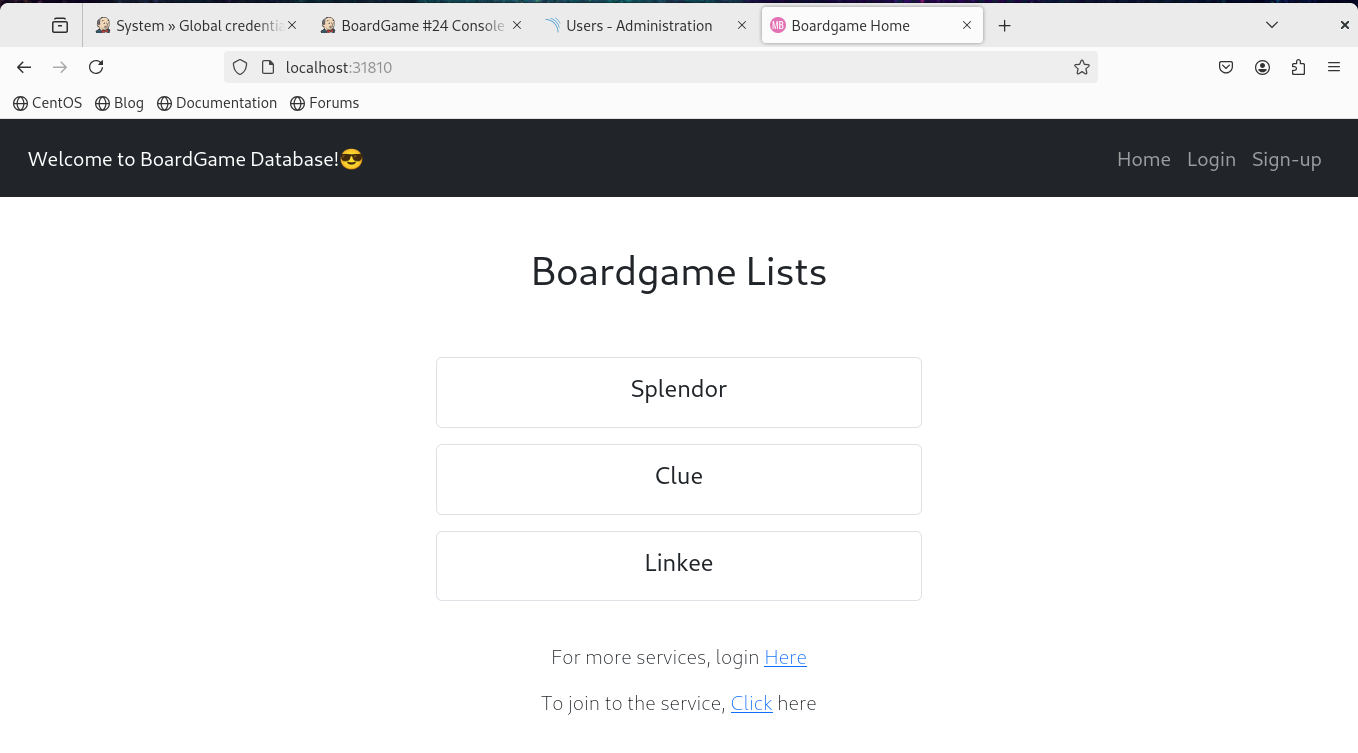 System » Global credentia
BoardGame #24 Console
Users - Administration
MB Boardgame Home
localhost:31810
CentOS Blog Documentation Forums
Welcome to BoardGame Database!😎 Home Login Sign-up
Boardgame Lists
Splendor
Clue
Linkee
For more services, login Here
To join to the service, Click here